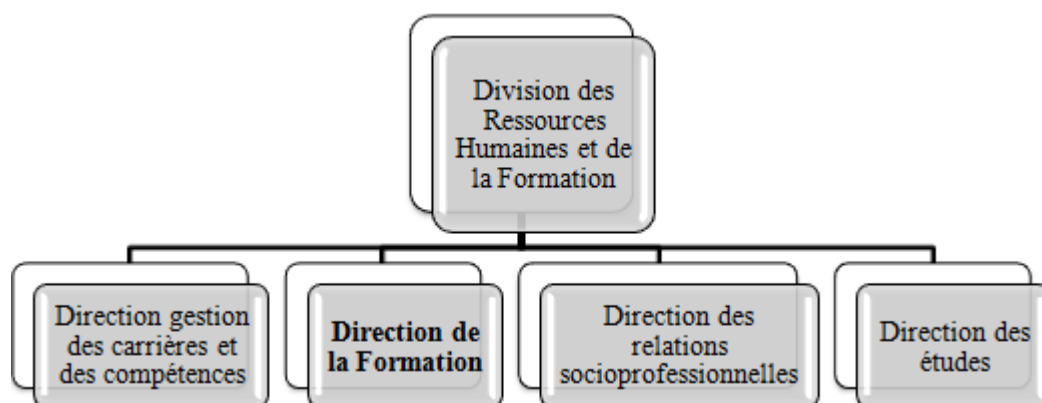 Division des
Ressources
Humaines et de
la Formation
Direction gestion
des carrières et
des compétences
Direction de
la Formation
Direction des
relations
socioprofessionnelles
Direction des
études